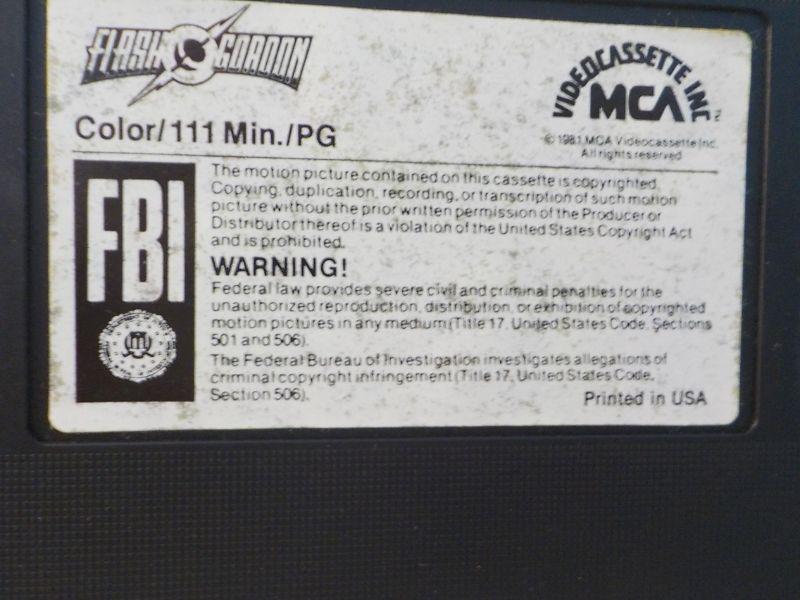 FLASH GORDON
VIDEOCASSETTE INC.
MCA
Color/111 Min./PG
© 1981 MCA Videocassette Inc.
All rights reserved
FBI
The motion picture contained on this cassette is copyrighted.
Copying, duplication, recording, or transcription of such motion
picture without the prior written permission of the Producer or
Distributor thereof is a violation of the United States Copyright Act
and is prohibited.
WARNING!
Federal law provides severe civil and criminal penalties for the
unauthorized reproduction, distribution, or exhibition of copyrighted
motion pictures in any medium (Title 17, United States Code, Sections
501 and 506).
The Federal Bureau of Investigation investigates allegations of
criminal copyright infringement (Title 17, United States Code,
Section 506).
Printed in USA